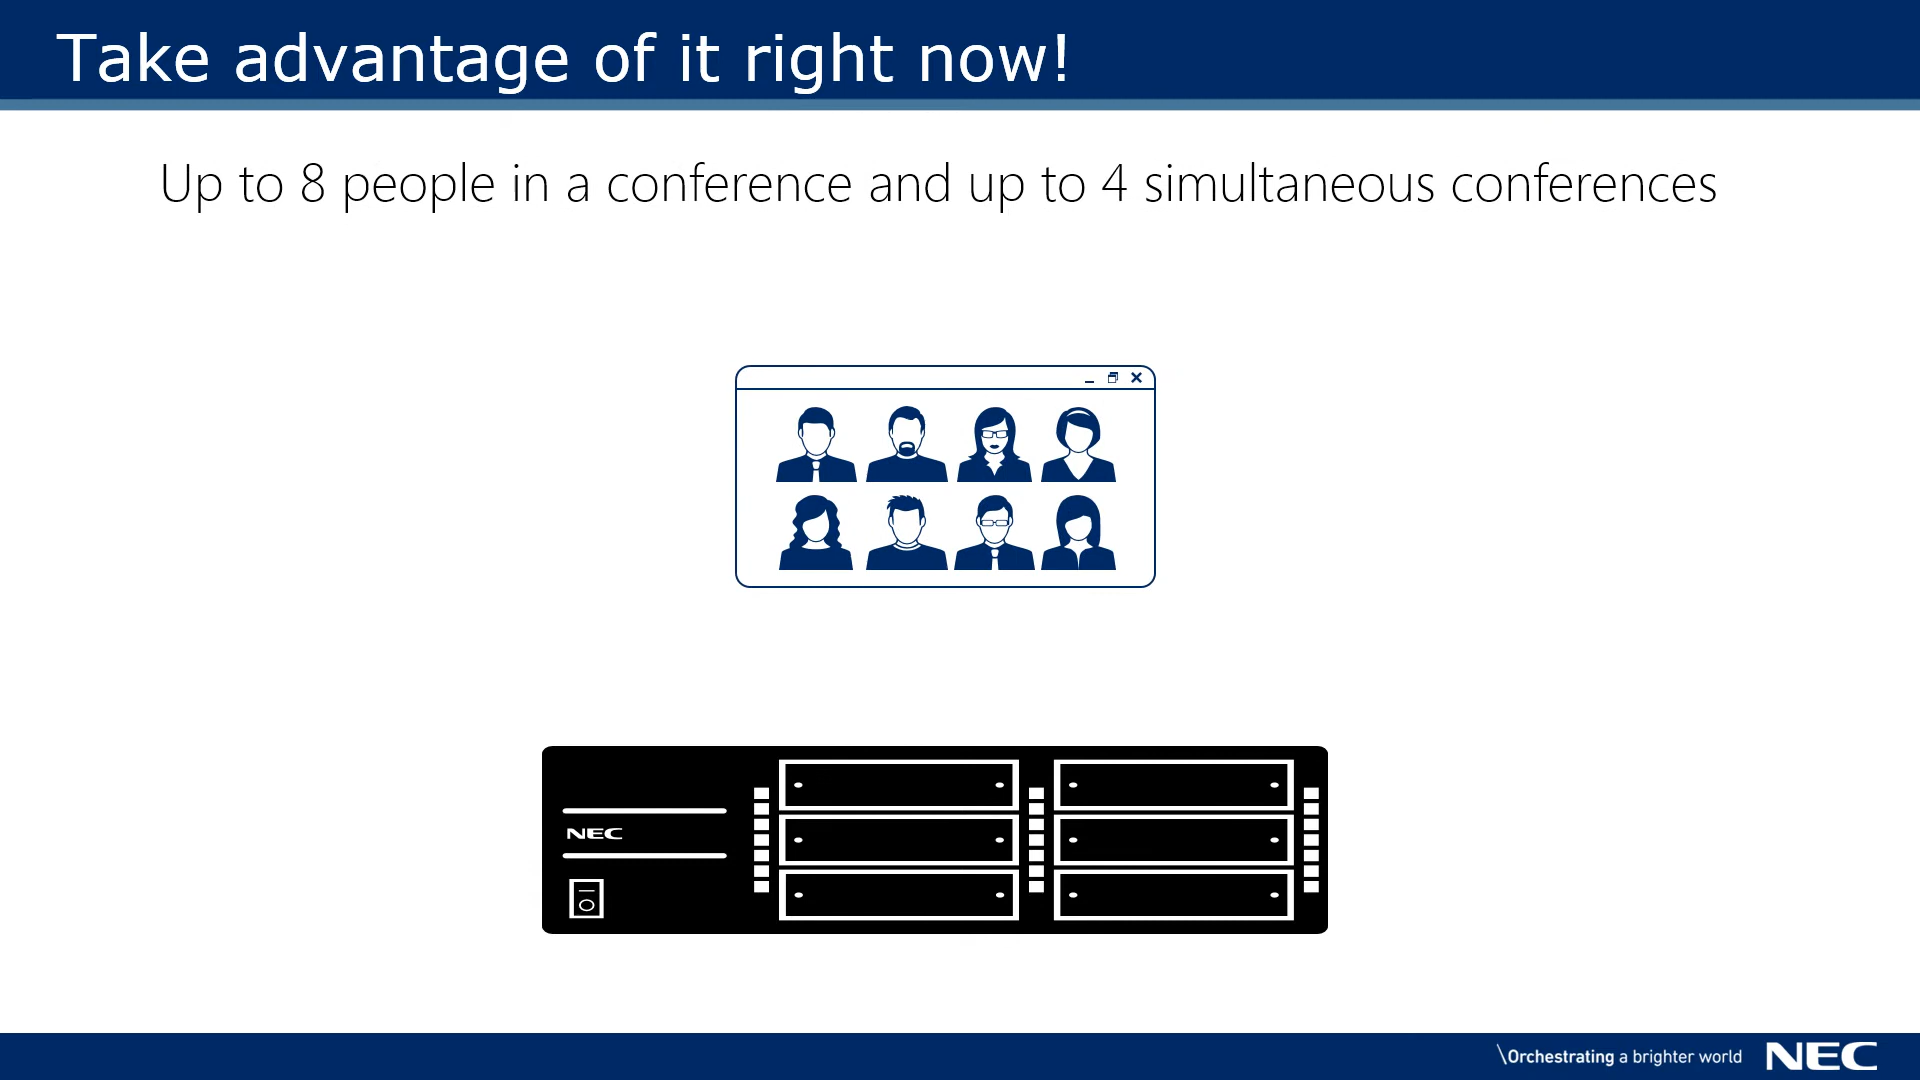 Take advantage of it right now!
Up to 8 people in a conference and up to 4 simultaneous conferences
NEC
\Orchestrating a brighter world NEC